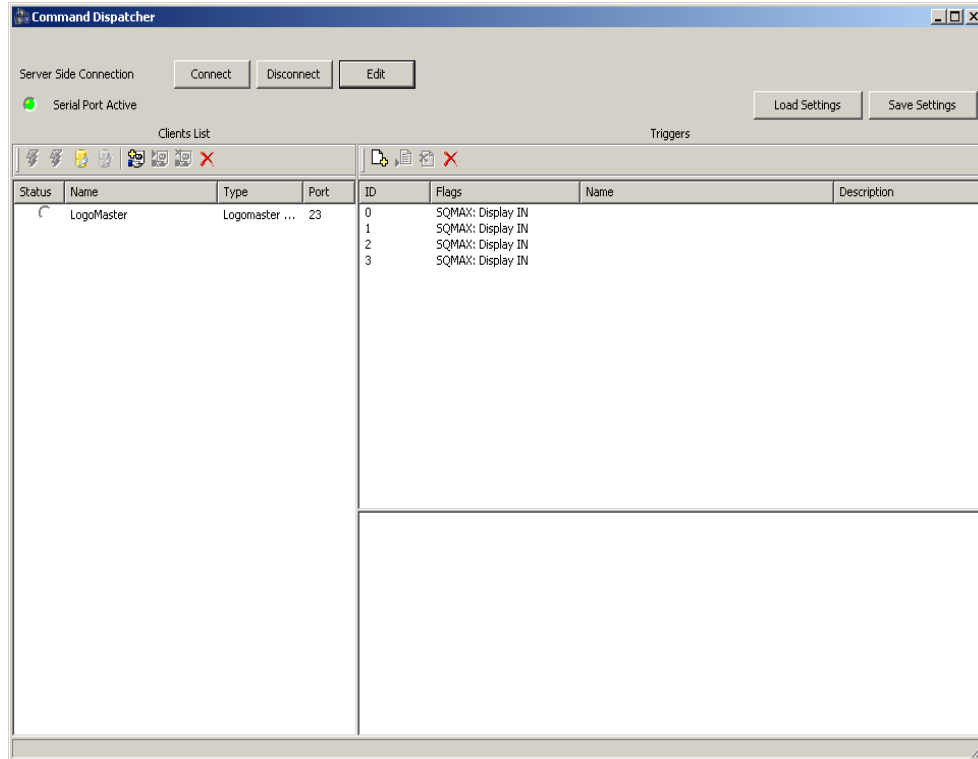 Command Dispatcher
Server Side Connection Connect Disconnect Edit
Serial Port Active Load Settings Save Settings
Clients List Triggers
Status Name Type Port ID Flags Name Description
LogoMaster Logomaster ... 23 0 SQMAX: Display IN
1 SQMAX: Display IN
2 SQMAX: Display IN
3 SQMAX: Display IN